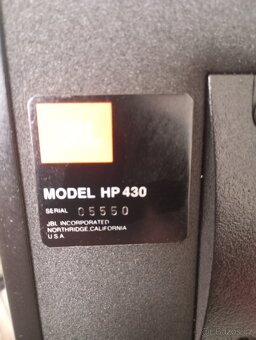 JBL
MODEL HP 430
SERIAL 05550
JBL INCORPORATED
NORTHRIDGE, CALIFORNIA
U.S.A.